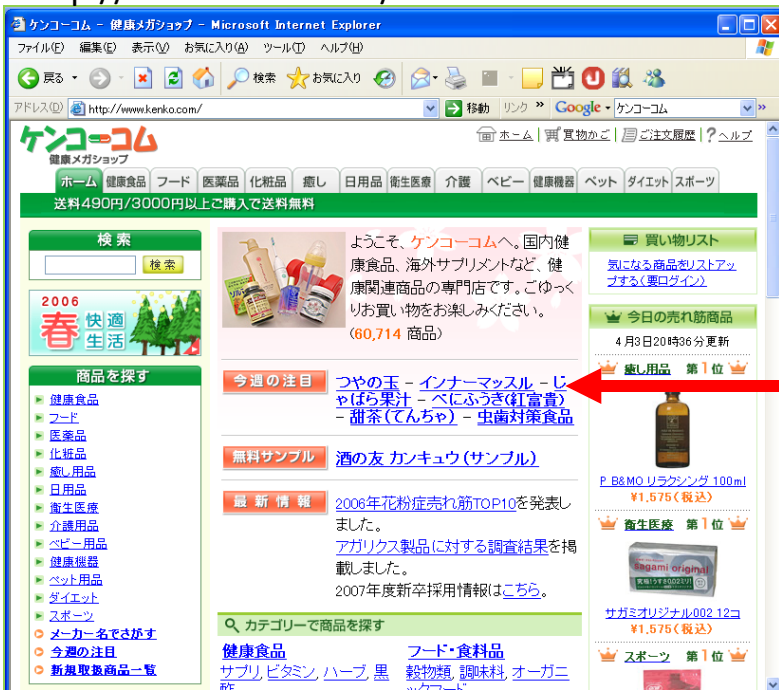 ケンコーコム - 健康メガショップ - Microsoft Internet Explorer
ファイル(F) 編集(E) 表示(V) お気に入り(A) ツール(T) ヘルプ(H)
戻る 検索 お気に入り
アドレス(D) http://www.kenko.com/ 移動 リンク » Google ケンコーコム »
ケンコーコム
健康メガショップ
ホーム | 買物かご | ご注文履歴 | ? ヘルプ
ホーム 健康食品 フード 医薬品 化粧品 癒し 日用品 衛生医療 介護 ベビー 健康機器 ペット ダイエット スポーツ
送料490円/3000円以上ご購入で送料無料
検索
検索
2006
春 快適生活
商品を探す
健康食品
フード
医薬品
化粧品
癒し用品
日用品
衛生医療
介護用品
ベビー用品
健康機器
ペット用品
ダイエット
スポーツ
メーカー名でさがす
今週の注目
新規取扱商品一覧
ようこそ、ケンコーコムへ。国内健
康食品、海外サプリメントなど、健
康関連商品の専門店です。ごゆっく
りお買い物をお楽しみください。
(60,714 商品)
今週の注目
つやの玉 - インナーマッスル - じ
ゃばら果汁 - べにふうき(紅富貴)
- 甜茶(てんちゃ) - 虫歯対策食品
無料サンプル
酒の友 カンキュウ(サンプル)
最新情報
2006年花粉症売れ筋TOP10を発表し
ました。
アガリクス製品に対する調査結果を掲
載しました。
2007年度新卒採用情報はこちら。
カテゴリーで商品を探す
健康食品
サプリ, ビタミン, ハーブ, 黒
酢
フード・食料品
穀物類, 調味料, オーガニ
ックフード
買い物リスト
気になる商品をリストアッ
プする(要ログイン)
今日の売れ筋商品
4月3日20時36分更新
癒し用品 第1位
P B&MO リラクシング 100ml
¥1,575(税込)
衛生医療 第1位
sagami original
サガミオリジナル002 12コ
¥1,575(税込)
スポーツ 第1位